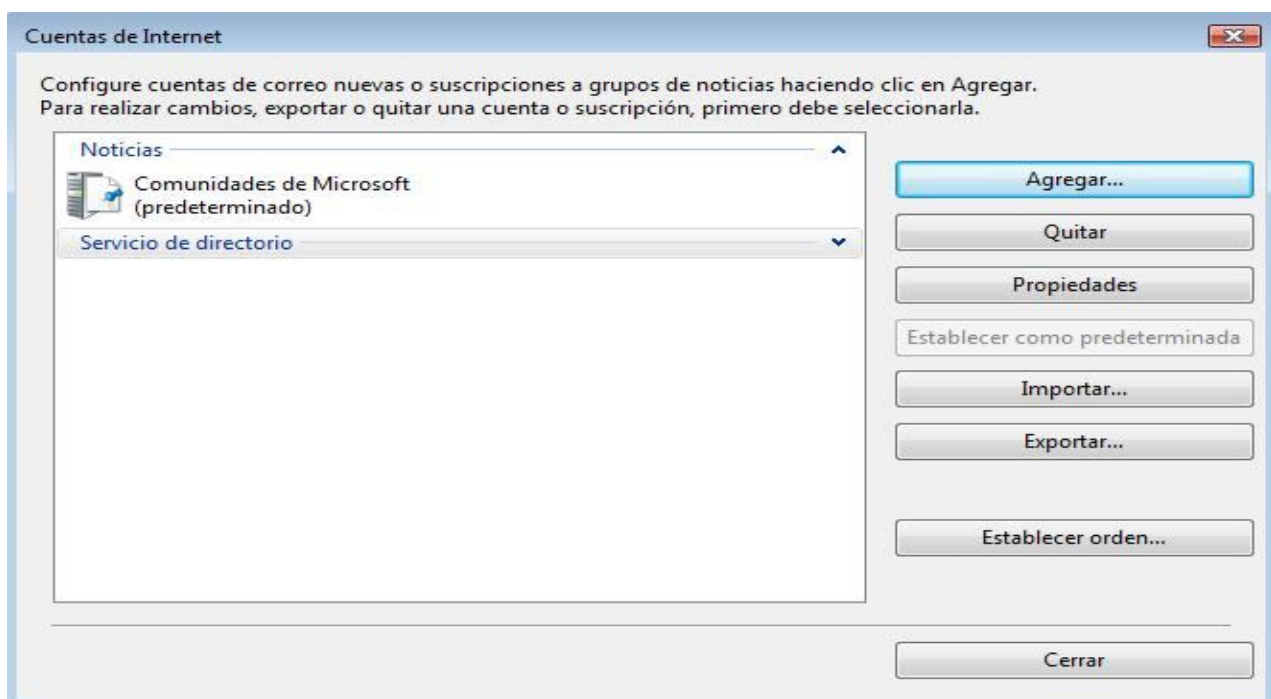 Cuentas de Internet
Configure cuentas de correo nuevas o suscripciones a grupos de noticias haciendo clic en Agregar.
Para realizar cambios, exportar o quitar una cuenta o suscripción, primero debe seleccionarla.
Noticias
Comunidades de Microsoft
(predeterminado)
Servicio de directorio
Agregar...
Quitar
Propiedades
Establecer como predeterminada
Importar...
Exportar...
Establecer orden...
Cerrar